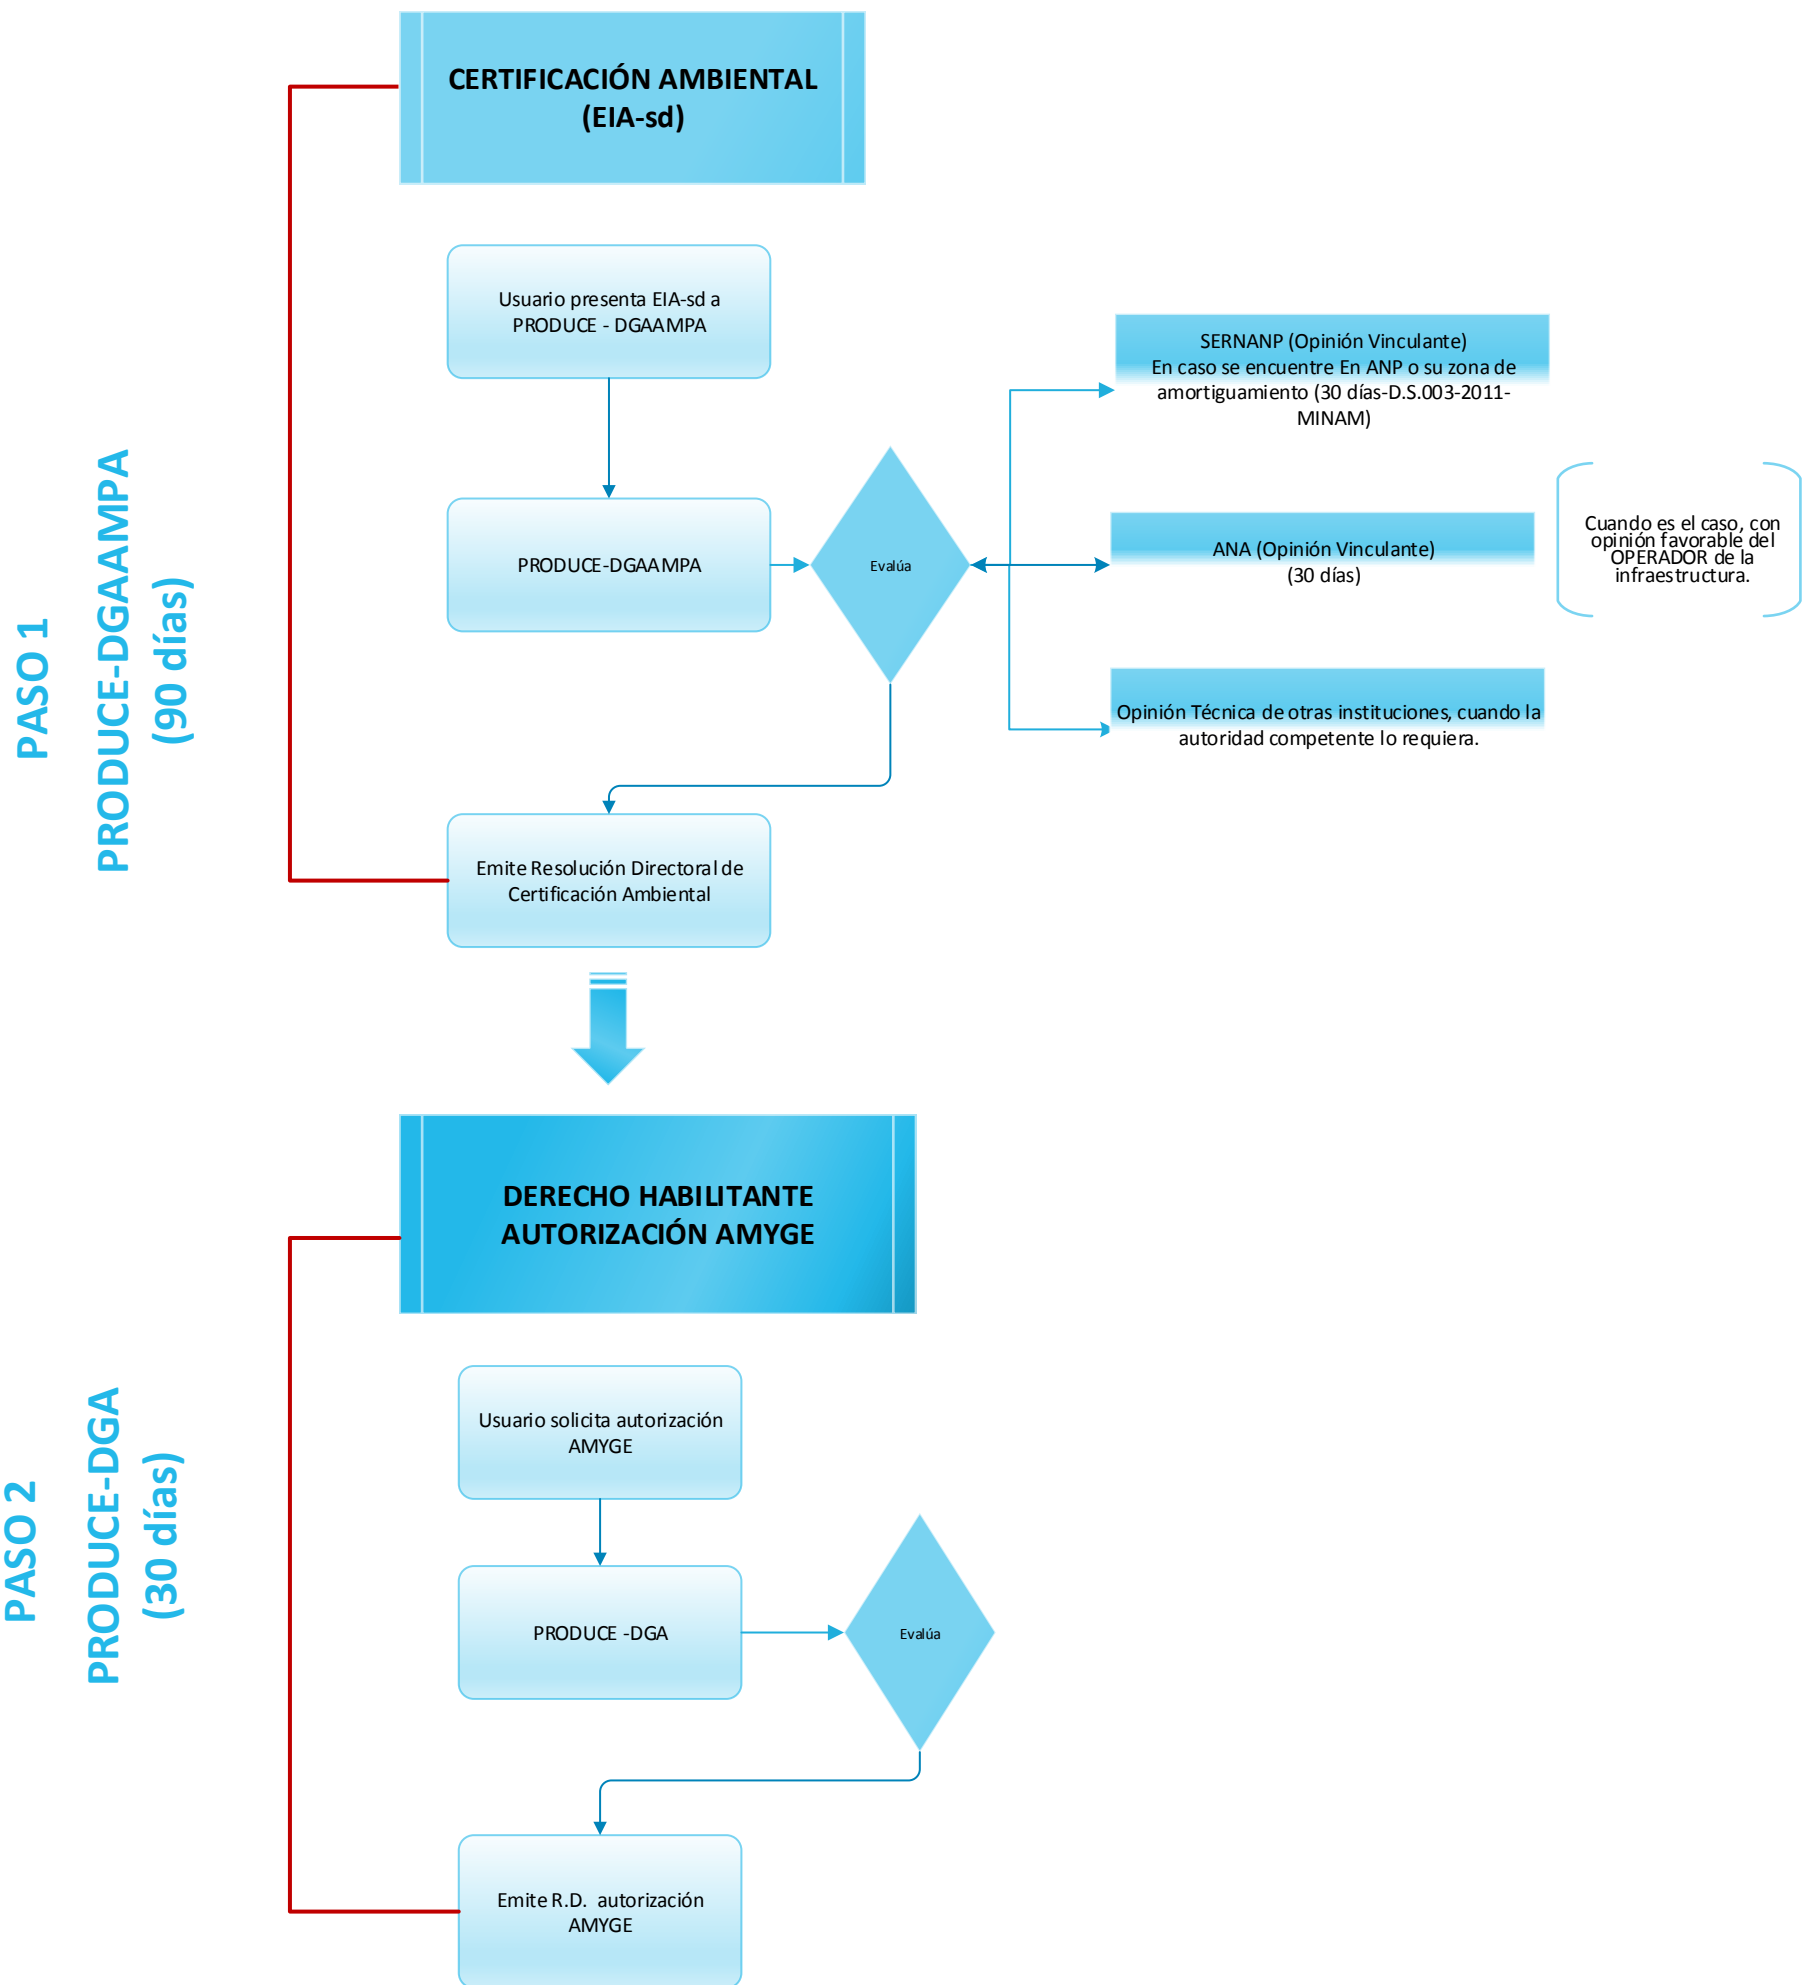 CERTIFICACIÓN AMBIENTAL
(EIA-sd)
PASO 1
PRODUCE-DGAAMPA
(90 días)
Usuario presenta EIA-sd a
PRODUCE - DGAAMPA
PRODUCE-DGAAMPA
Evalúa
SERNANP (Opinión Vinculante)
En caso se encuentre En ANP o su zona de
amortiguamiento (30 días-D.S.003-2011-
MINAM)
ANA (Opinión Vinculante)
(30 días)
Cuando es el caso, con
opinión favorable del
OPERADOR de la
infraestructura.
Opinión Técnica de otras instituciones, cuando la
autoridad competente lo requiera.
Emite Resolución Directoral de
Certificación Ambiental
DERECHO HABILITANTE
AUTORIZACIÓN AMYGE
PASO 2
PRODUCE-DGA
(30 días)
Usuario solicita autorización
AMYGE
PRODUCE -DGA
Evalúa
Emite R.D.  autorización
AMYGE